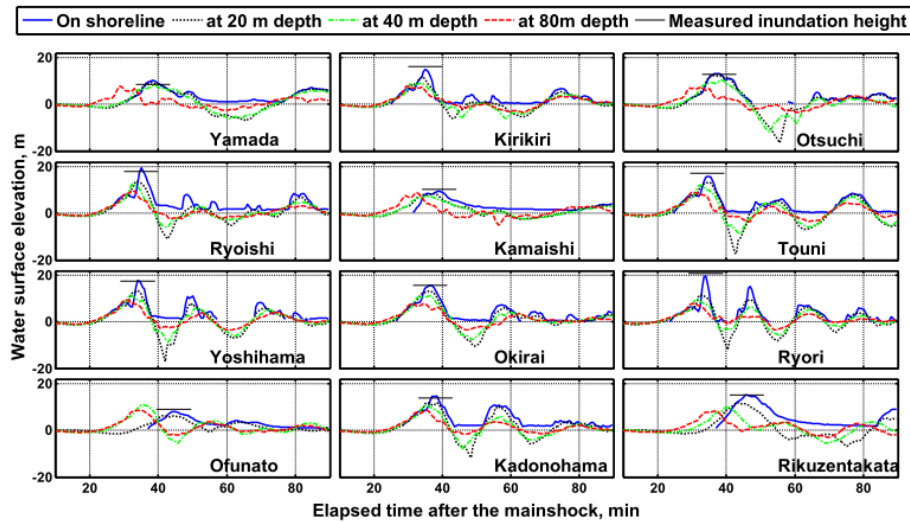 On shoreline at 20 m depth at 40 m depth at 80m depth Measured inundation height
Water surface elevation, m
20
0
-20
Yamada
Kirikiri
Otsuchi
20
0
-20
Ryoishi
Kamaishi
Touni
20
0
-20
Yoshihama
Okirai
Ryori
20
0
-20
Ofunato
Kadonohama
Rikuzentakata
20 40 60 80 20 40 60 80 20 40 60 80
Elapsed time after the mainshock, min